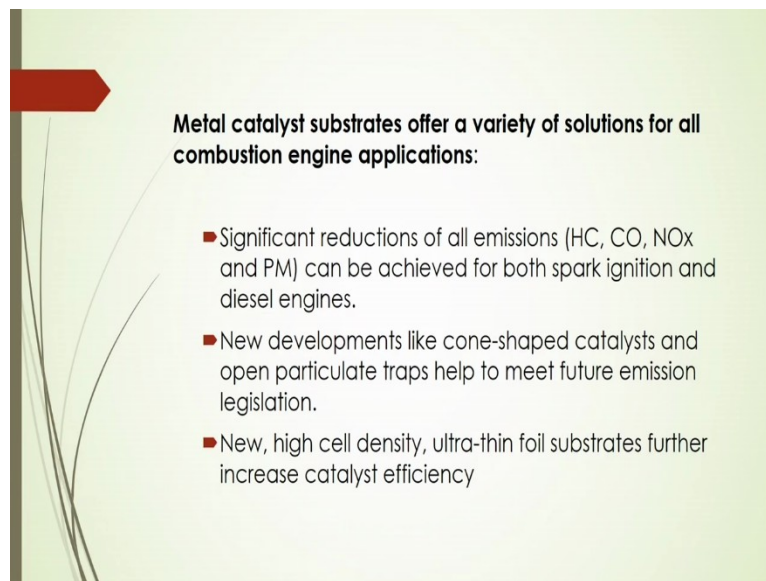 Metal catalyst substrates offer a variety of solutions for all
combustion engine applications:
Significant reductions of all emissions (HC, CO, NOx
and PM) can be achieved for both spark ignition and
diesel engines.
New developments like cone-shaped catalysts and
open particulate traps help to meet future emission
legislation.
New, high cell density, ultra-thin foil substrates further
increase catalyst efficiency